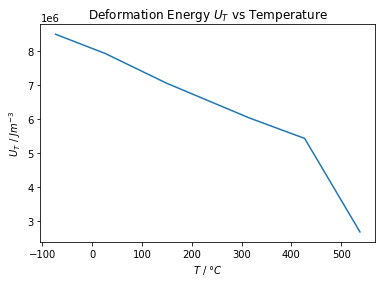 Deformation Energy $U_T$ vs Temperature
1e6
8
7
6
5
4
3
$U_T$ / $Jm^{-3}$
−100 0 100 200 300 400 500
$T$ / °$C$